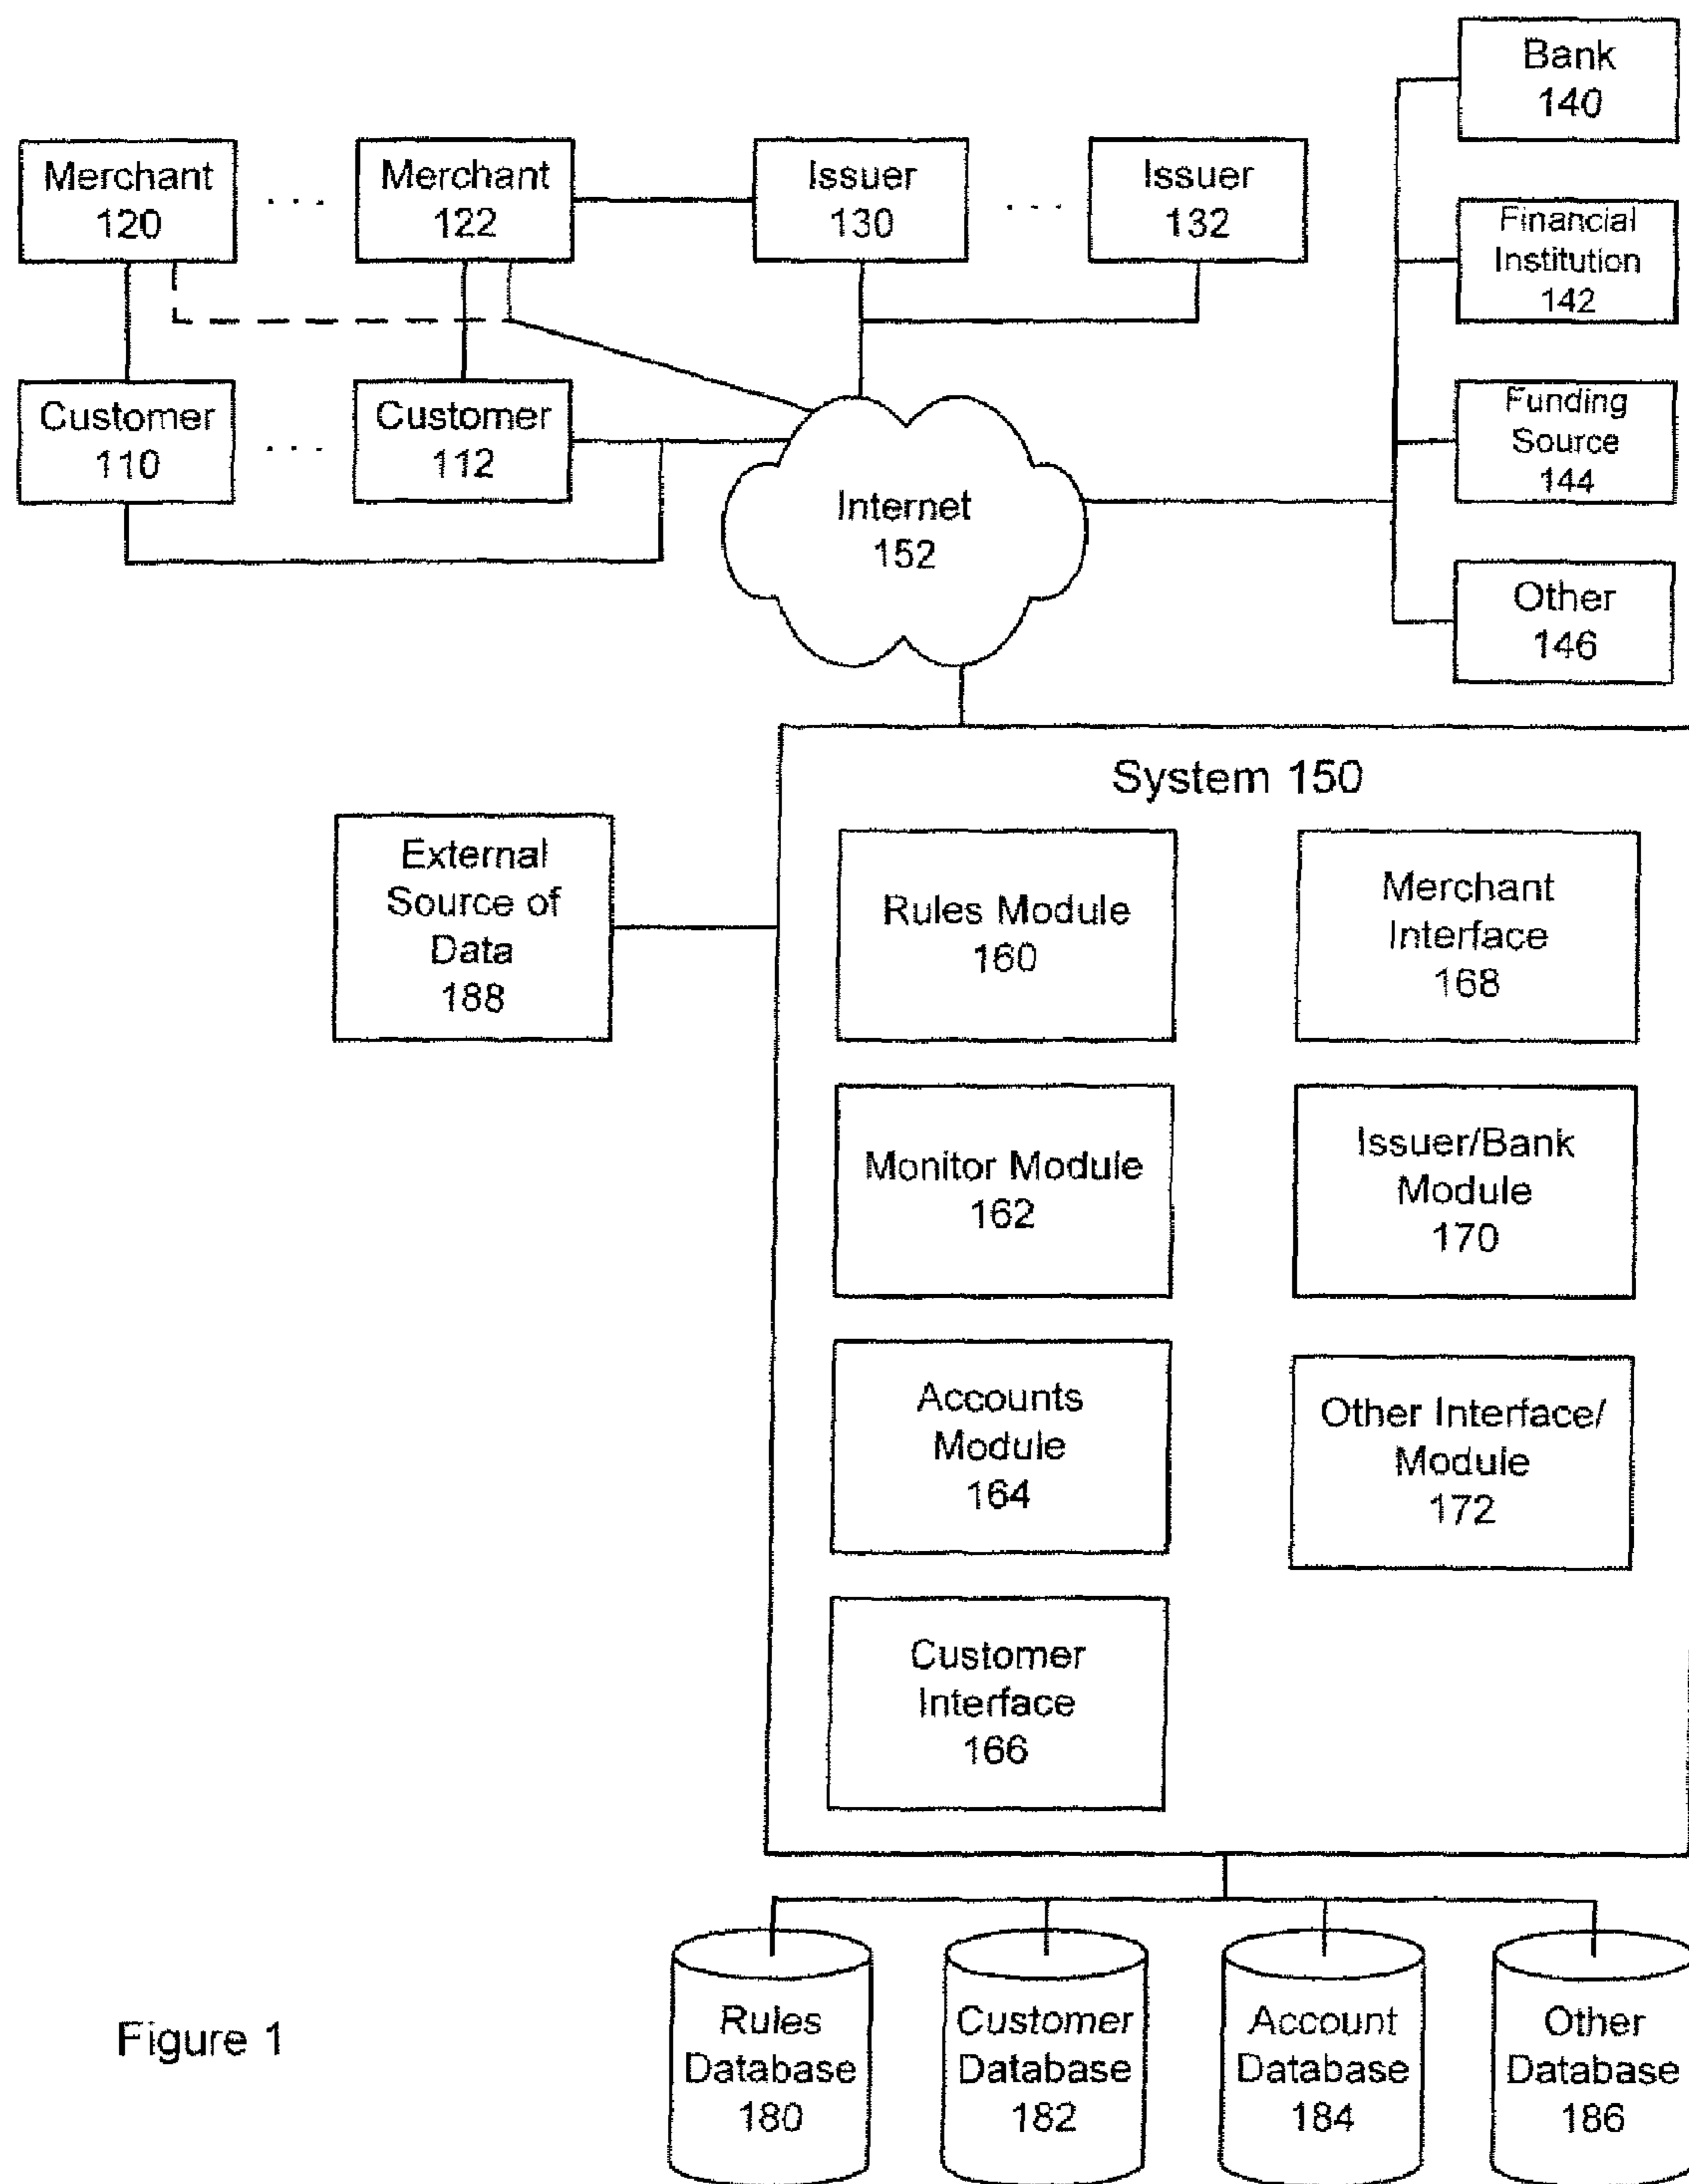 Bank
140
Merchant
120
. . .
Merchant
122
Issuer
130
. . .
Issuer
132
Financial
Institution
142
Customer
110
. . .
Customer
112
Funding
Source
144
Internet
152
Other
146
System 150
External
Source of
Data
188
Rules Module
160
Merchant
Interface
168
Monitor Module
162
Issuer/Bank
Module
170
Accounts
Module
164
Other Interface/
Module
172
Customer
Interface
166
Figure 1
Rules
Database
180
Customer
Database
182
Account
Database
184
Other
Database
186